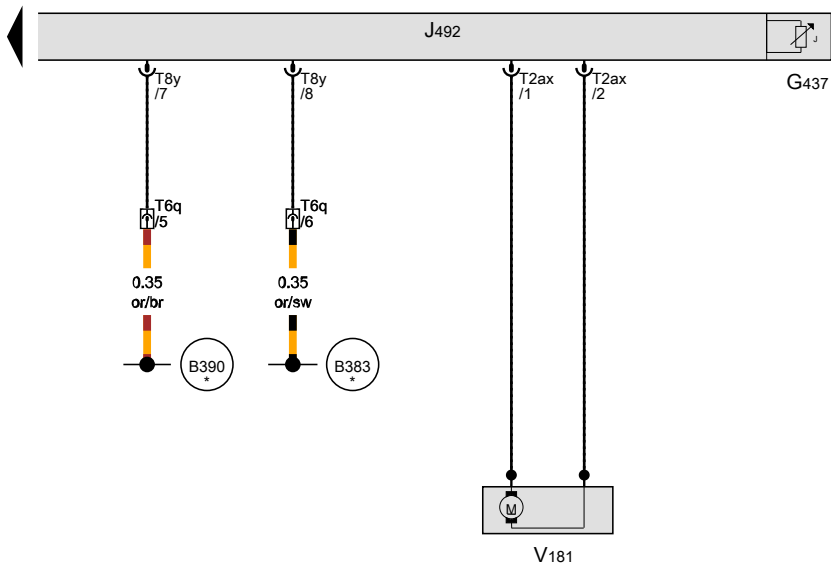 J492
J
G437
T8y
/7
T8y
/8
T2ax
/1
T2ax
/2
T6q
/5
T6q
/6
0.35
or/br
0.35
or/sw
B390
*
B383
*
M
V181